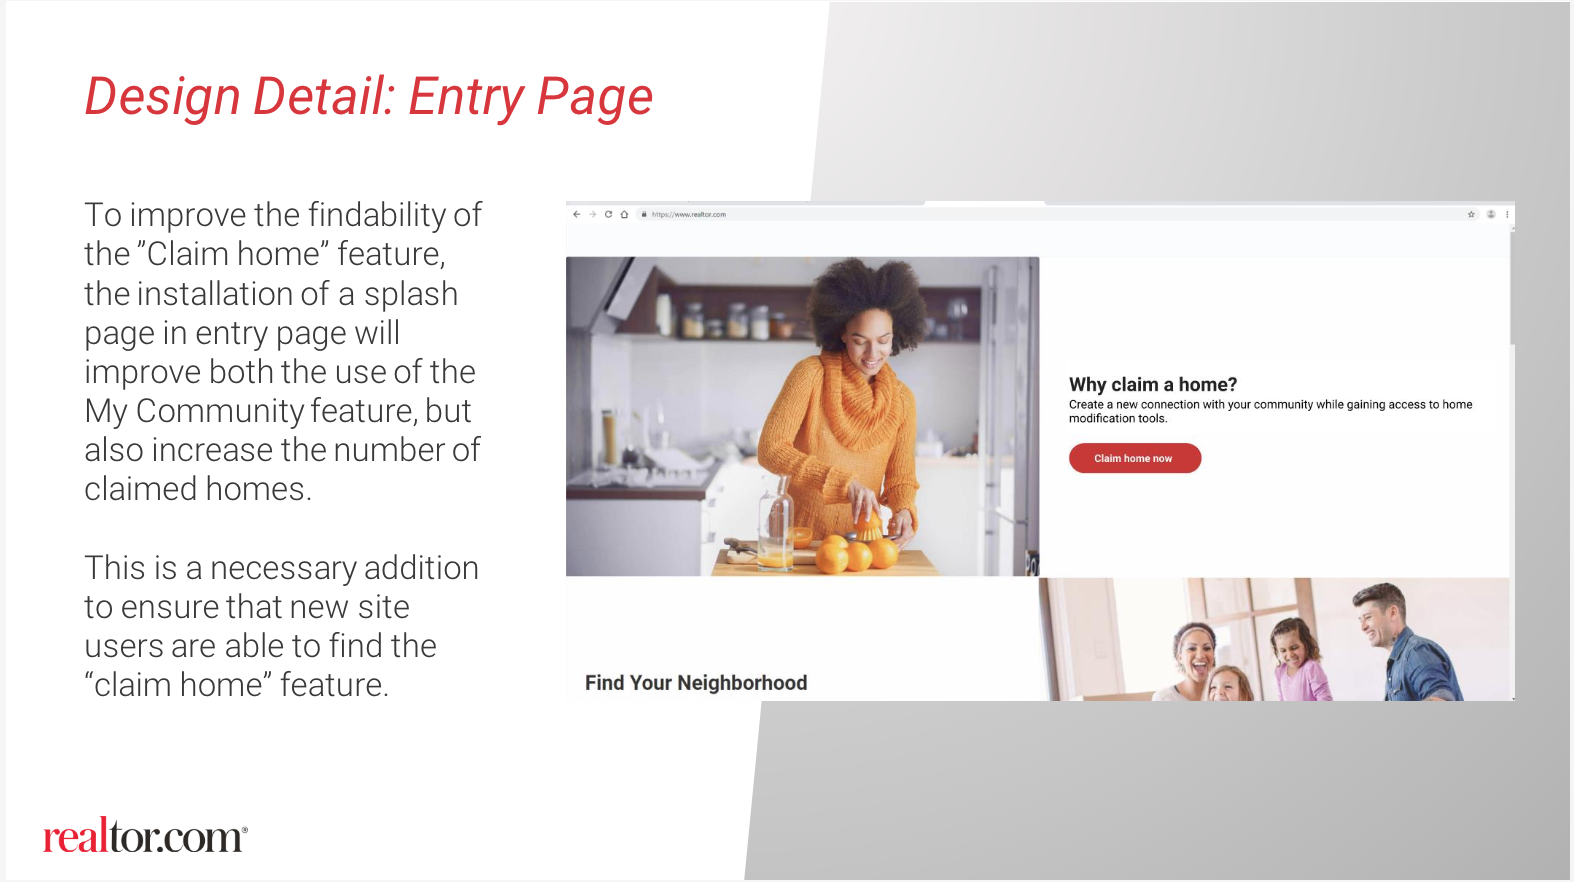 Design Detail: Entry Page
To improve the findability of
the ”Claim home” feature,
the installation of a splash
page in entry page will
improve both the use of the
My Community feature, but
also increase the number of
claimed homes.
This is a necessary addition
to ensure that new site
users are able to find the
“claim home” feature.
https://www.realtor.com
Why claim a home?
Create a new connection with your community while gaining access to home
modification tools.
Claim home now
Find Your Neighborhood
realtor.com®